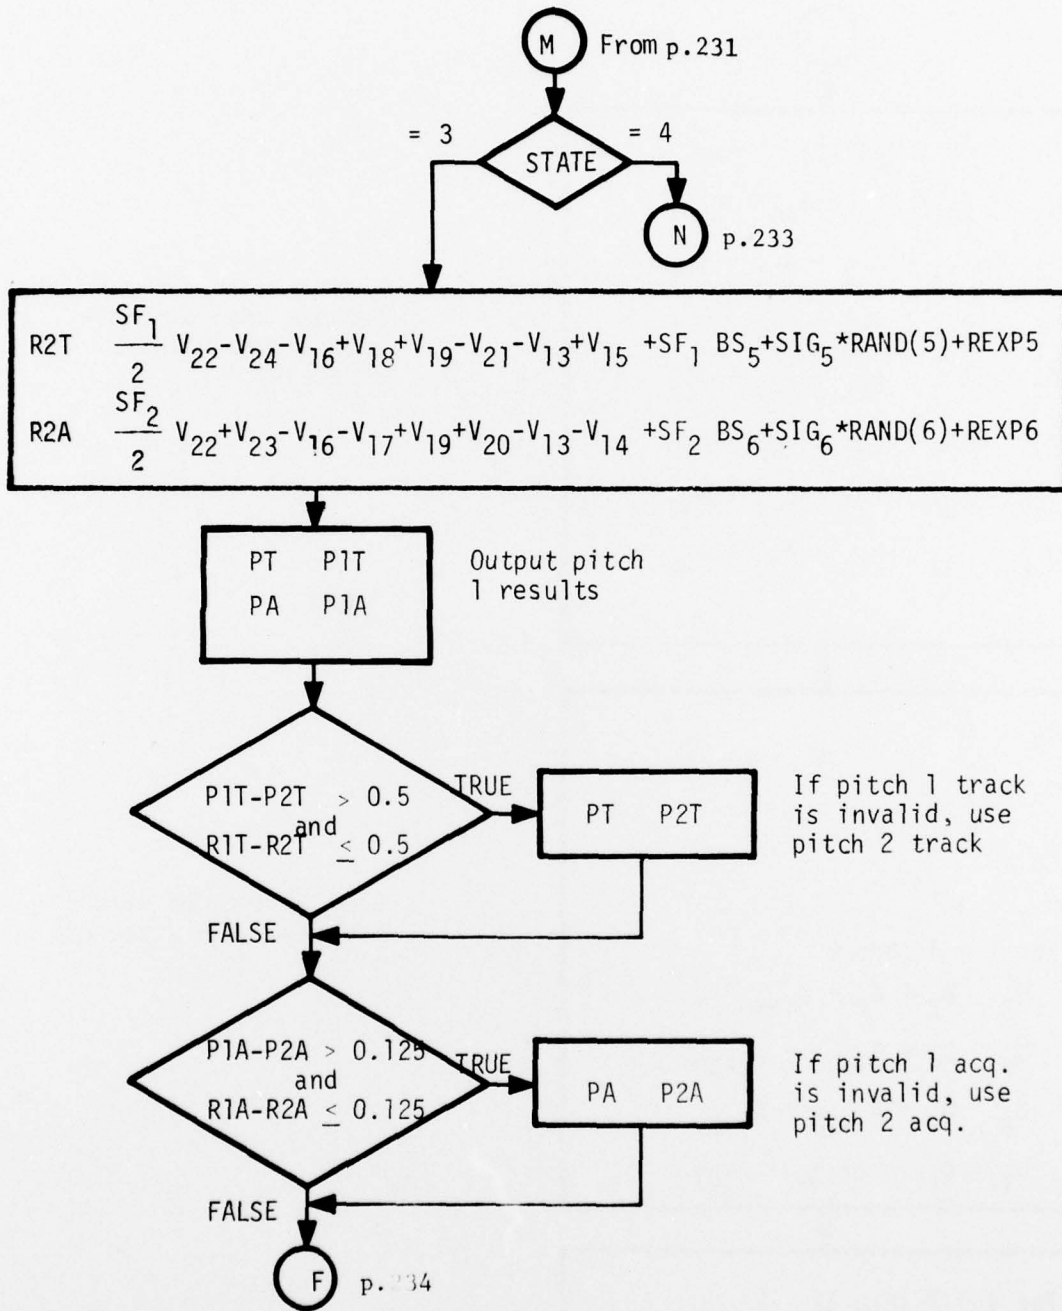 M From p.231
= 3 = 4
STATE
N p.233
R2T SF1/2 V22-V24-V16+V18+V19-V21-V13+V15 +SF1 BS5+SIG5*RAND(5)+REXP5
R2A SF2/2 V22+V23-V16-V17+V19+V20-V13-V14 +SF2 BS6+SIG6*RAND(6)+REXP6
PT P1T
PA P1A
Output pitch
1 results
P1T-P2T > 0.5
and
R1T-R2T ≤ 0.5
TRUE
PT P2T
If pitch 1 track
is invalid, use
pitch 2 track
FALSE
P1A-P2A > 0.125
and
R1A-R2A ≤ 0.125
TRUE
PA P2A
If pitch 1 acq.
is invalid, use
pitch 2 acq.
FALSE
F p.234